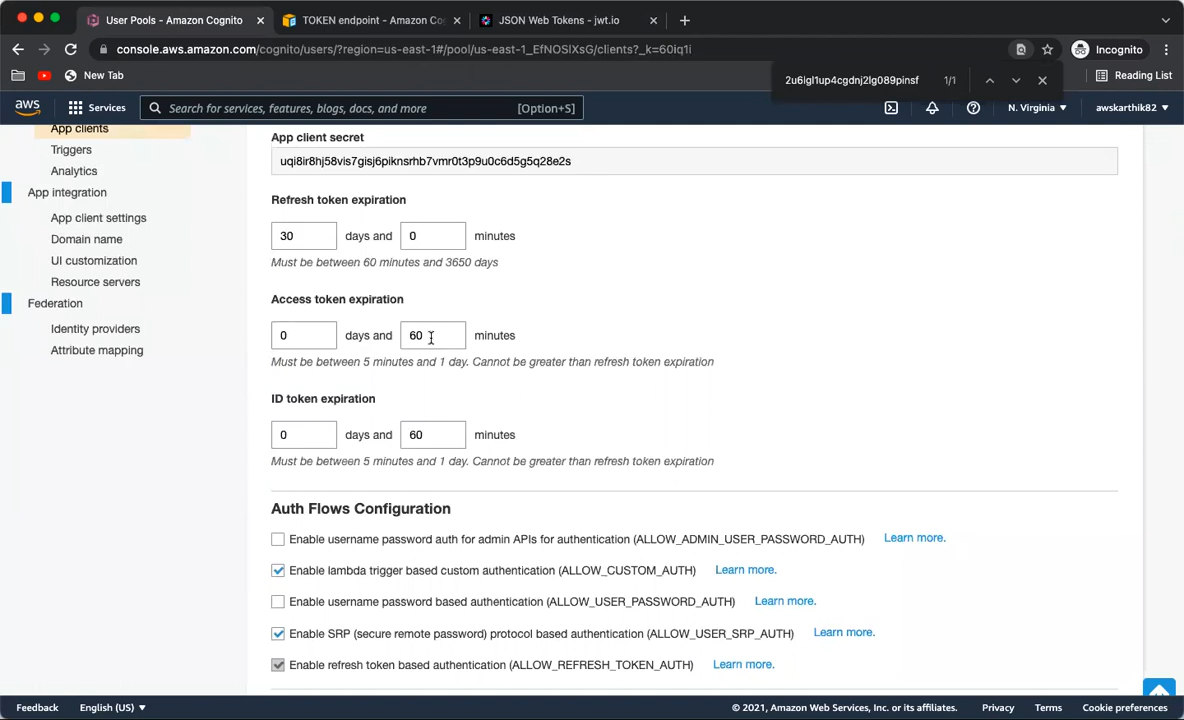 User Pools - Amazon Cognito
TOKEN endpoint - Amazon Co
JSON Web Tokens - jwt.io
console.aws.amazon.com/cognito/users/?region=us-east-1#/pool/us-east-1_EfNOSlXsG/clients?_k=60iq1i
Incognito
New Tab
2u6lgl1up4cgdnj2lg089pinsf 1/1
Reading List
aws
Services
Search for services, features, blogs, docs, and more [Option+S]
N. Virginia
awskarthik82
App clients
Triggers
Analytics
App integration
App client settings
Domain name
UI customization
Resource servers
Federation
Identity providers
Attribute mapping
App client secret
uqi8ir8hj58vis7gisj6piknsrhb7vmr0t3p9u0c6d5g5q28e2s
Refresh token expiration
30 days and 0 minutes
Must be between 60 minutes and 3650 days
Access token expiration
0 days and 60 minutes
Must be between 5 minutes and 1 day. Cannot be greater than refresh token expiration
ID token expiration
0 days and 60 minutes
Must be between 5 minutes and 1 day. Cannot be greater than refresh token expiration
Auth Flows Configuration
Enable username password auth for admin APIs for authentication (ALLOW_ADMIN_USER_PASSWORD_AUTH) Learn more.
Enable lambda trigger based custom authentication (ALLOW_CUSTOM_AUTH) Learn more.
Enable username password based authentication (ALLOW_USER_PASSWORD_AUTH) Learn more.
Enable SRP (secure remote password) protocol based authentication (ALLOW_USER_SRP_AUTH) Learn more.
Enable refresh token based authentication (ALLOW_REFRESH_TOKEN_AUTH) Learn more.
Feedback English (US)
© 2021, Amazon Web Services, Inc. or its affiliates. Privacy Terms Cookie preferences